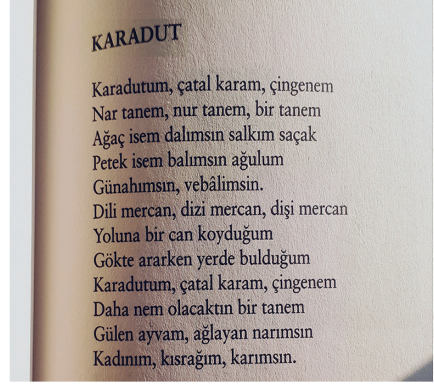 KARADUT
Karadutum, çatal karam, çingenem
Nar tanem, nur tanem, bir tanem
Ağaç isem dalımsın salkım saçak
Petek isem balımsın ağulum
Günahımsın, vebâlimsin.
Dili mercan, dizi mercan, dişi mercan
Yoluna bir can koyduğum
Gökte ararken yerde bulduğum
Karadutum, çatal karam, çingenem
Daha nem olacaktın bir tanem
Gülen ayvam, ağlayan narımsın
Kadınım, kısrağım, karımsın.